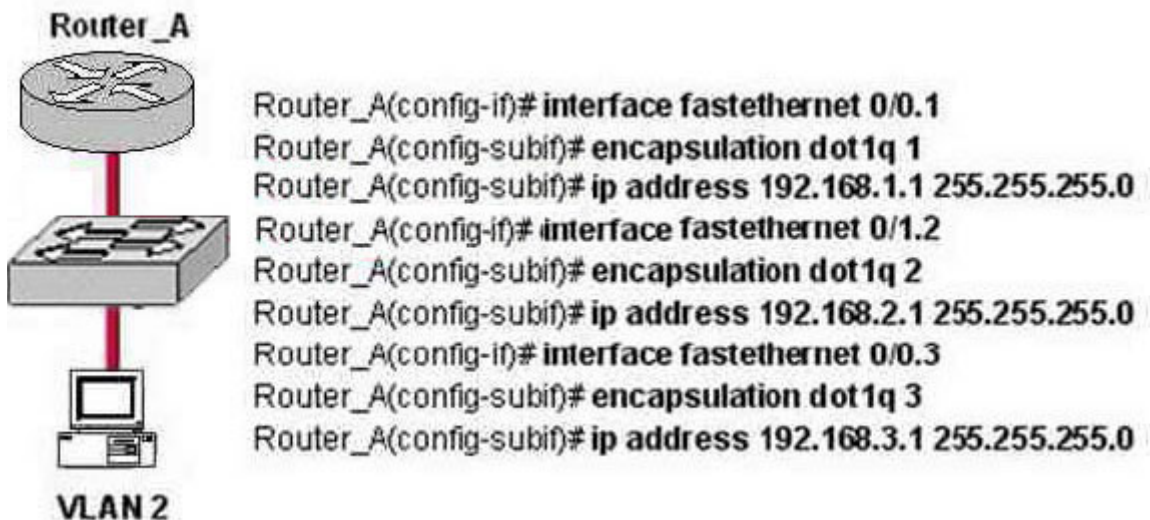 Router_A
Router_A(config-if)# interface fastethernet 0/0.1
Router_A(config-subif)# encapsulation dot1q 1
Router_A(config-subif)# ip address 192.168.1.1 255.255.255.0
Router_A(config-if)# interface fastethernet 0/1.2
Router_A(config-subif)# encapsulation dot1q 2
Router_A(config-subif)# ip address 192.168.2.1 255.255.255.0
Router_A(config-if)# interface fastethernet 0/0.3
Router_A(config-subif)# encapsulation dot1q 3
Router_A(config-subif)# ip address 192.168.3.1 255.255.255.0
VLAN 2